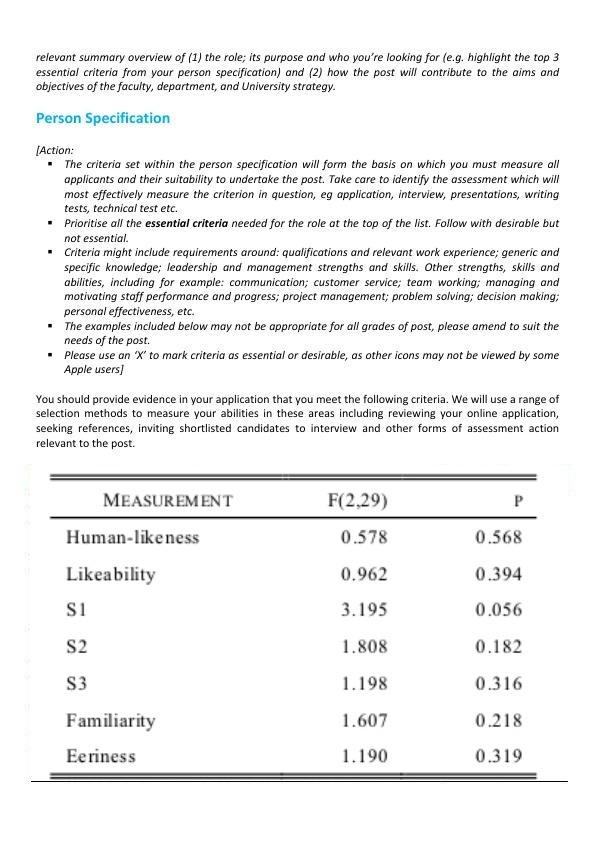 relevant summary overview of (1) the role; its purpose and who you’re looking for (e.g. highlight the top 3
essential criteria from your person specification) and (2) how the post will contribute to the aims and
objectives of the faculty, department, and University strategy.
Person Specification
[Action:
▪ The criteria set within the person specification will form the basis on which you must measure all
applicants and their suitability to undertake the post. Take care to identify the assessment which will
most effectively measure the criterion in question, eg application, interview, presentations, writing
tests, technical test etc.
▪ Prioritise all the essential criteria needed for the role at the top of the list. Follow with desirable but
not essential.
▪ Criteria might include requirements around: qualifications and relevant work experience; generic and
specific knowledge; leadership and management strengths and skills. Other strengths, skills and
abilities, including for example: communication; customer service; team working; managing and
motivating staff performance and progress; project management; problem solving; decision making;
personal effectiveness, etc.
▪ The examples included below may not be appropriate for all grades of post, please amend to suit the
needs of the post.
▪ Please use an ‘X’ to mark criteria as essential or desirable, as other icons may not be viewed by some
Apple users]
You should provide evidence in your application that you meet the following criteria. We will use a range of
selection methods to measure your abilities in these areas including reviewing your online application,
seeking references, inviting shortlisted candidates to interview and other forms of assessment action
relevant to the post.
MEASUREMENT F(2,29) P
Human-likeness 0.578 0.568
Likeability 0.962 0.394
S1 3.195 0.056
S2 1.808 0.182
S3 1.198 0.316
Familiarity 1.607 0.218
Eeriness 1.190 0.319